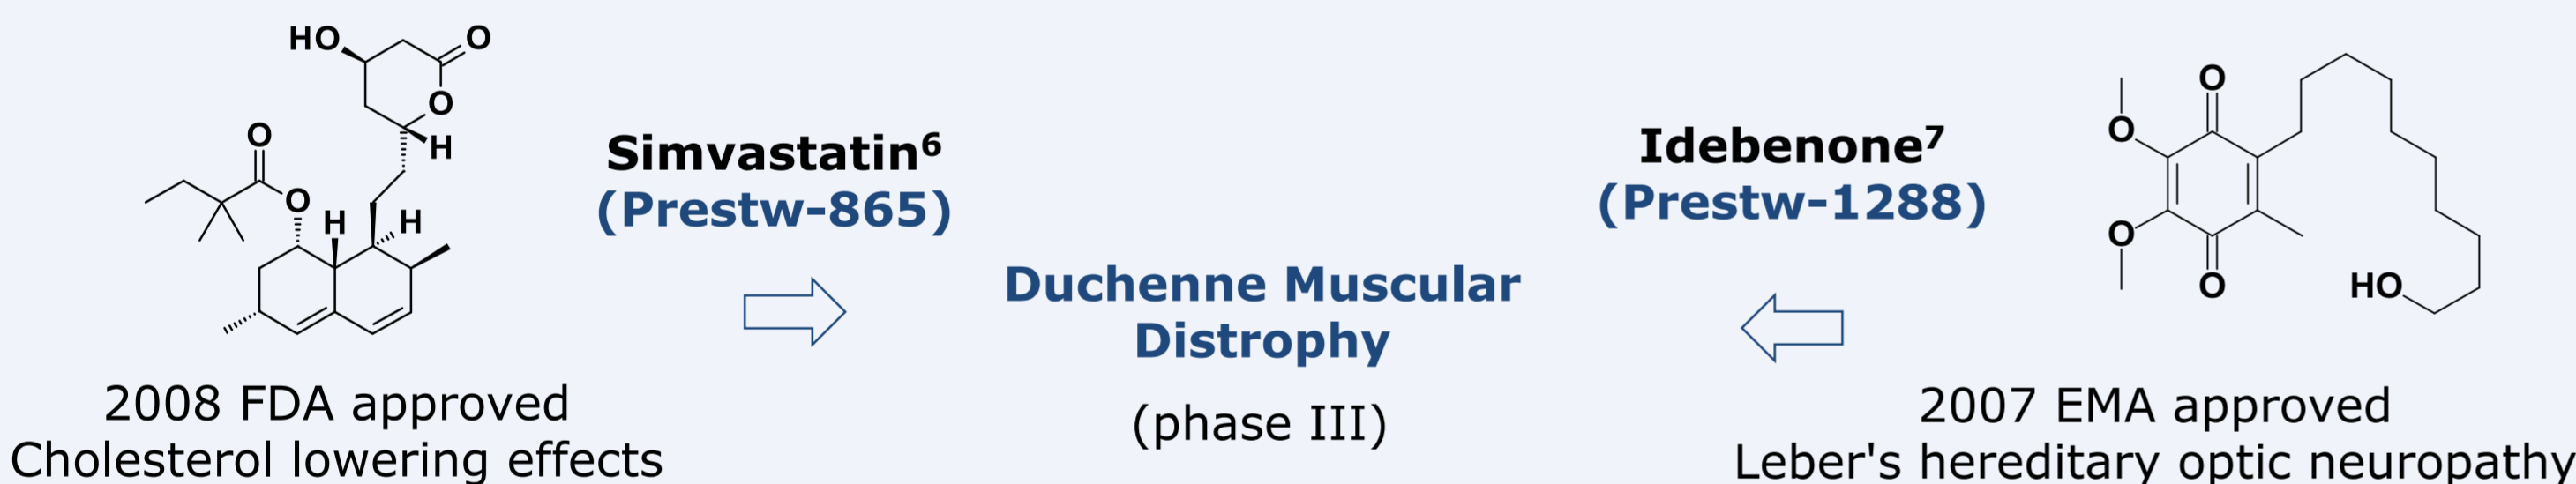 HO
O
O
H
O
O
H
H
Simvastatin⁶
(Prestw-865)
2008 FDA approved
Cholesterol lowering effects
Duchenne Muscular
Distrophy
(phase III)
Idebenone⁷
(Prestw-1288)
O
O
O
O
HO
2007 EMA approved
Leber's hereditary optic neuropathy